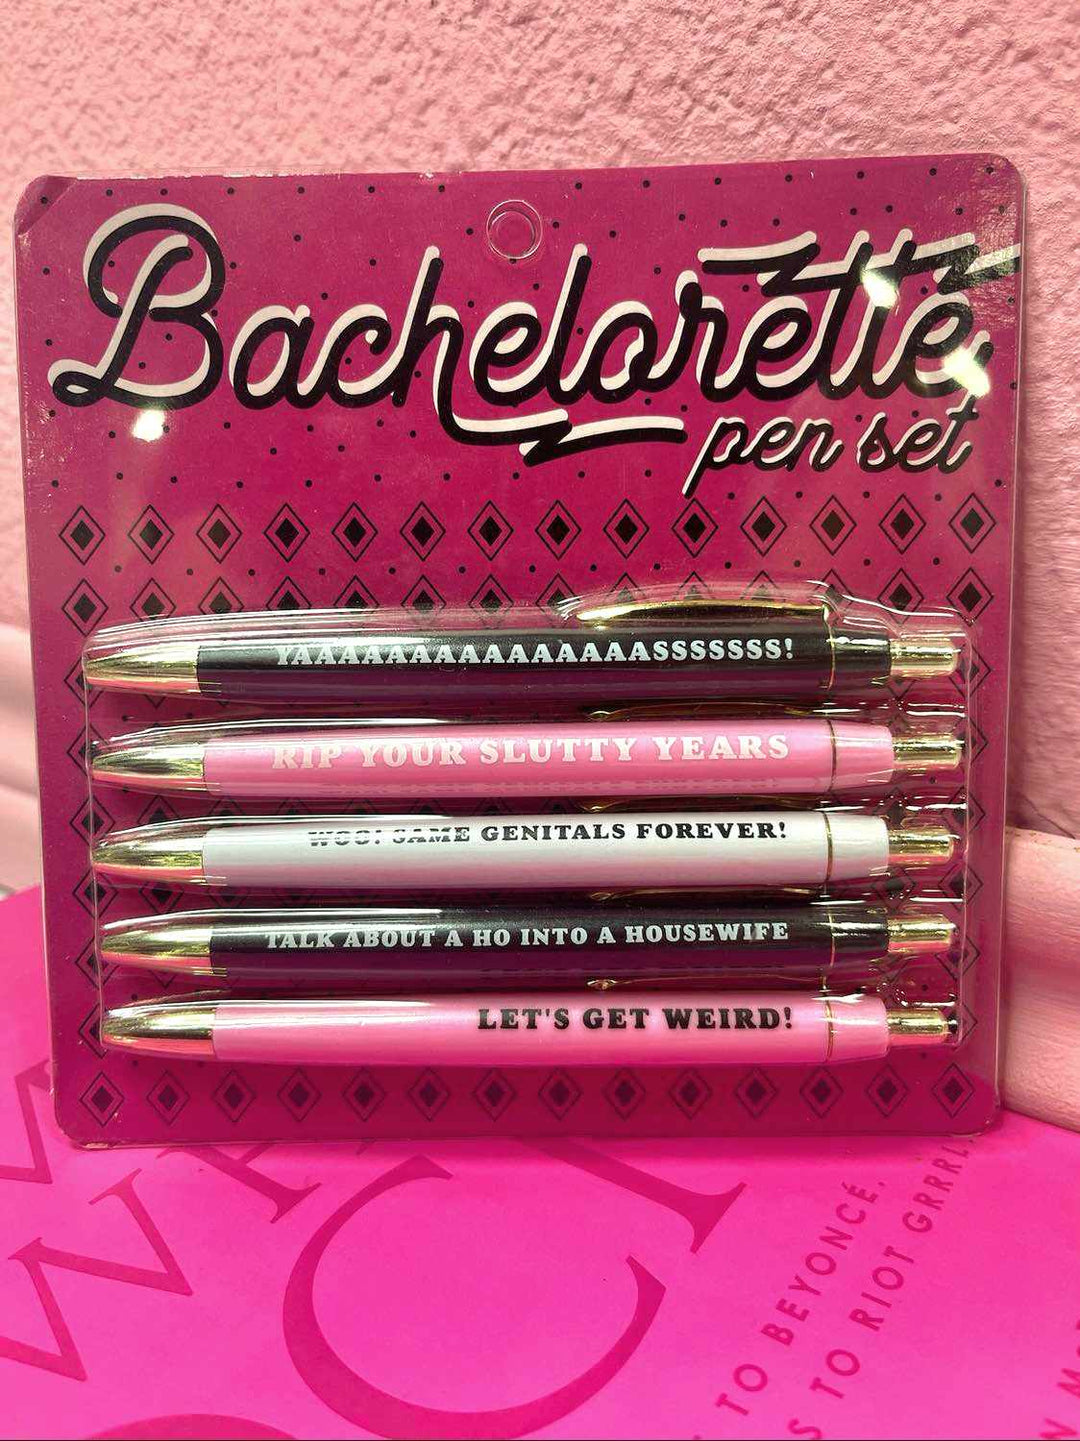 Bachelorette
pen set
YAAAAAAAAAAAAAAAASSSSSSS!
RIP YOUR SLUTTY YEARS
WOO! SAME GENITALS FOREVER!
TALK ABOUT A HO INTO A HOUSEWIFE
LET'S GET WEIRD!
TO BEYONCÉ,
TO RIOT GRRRL